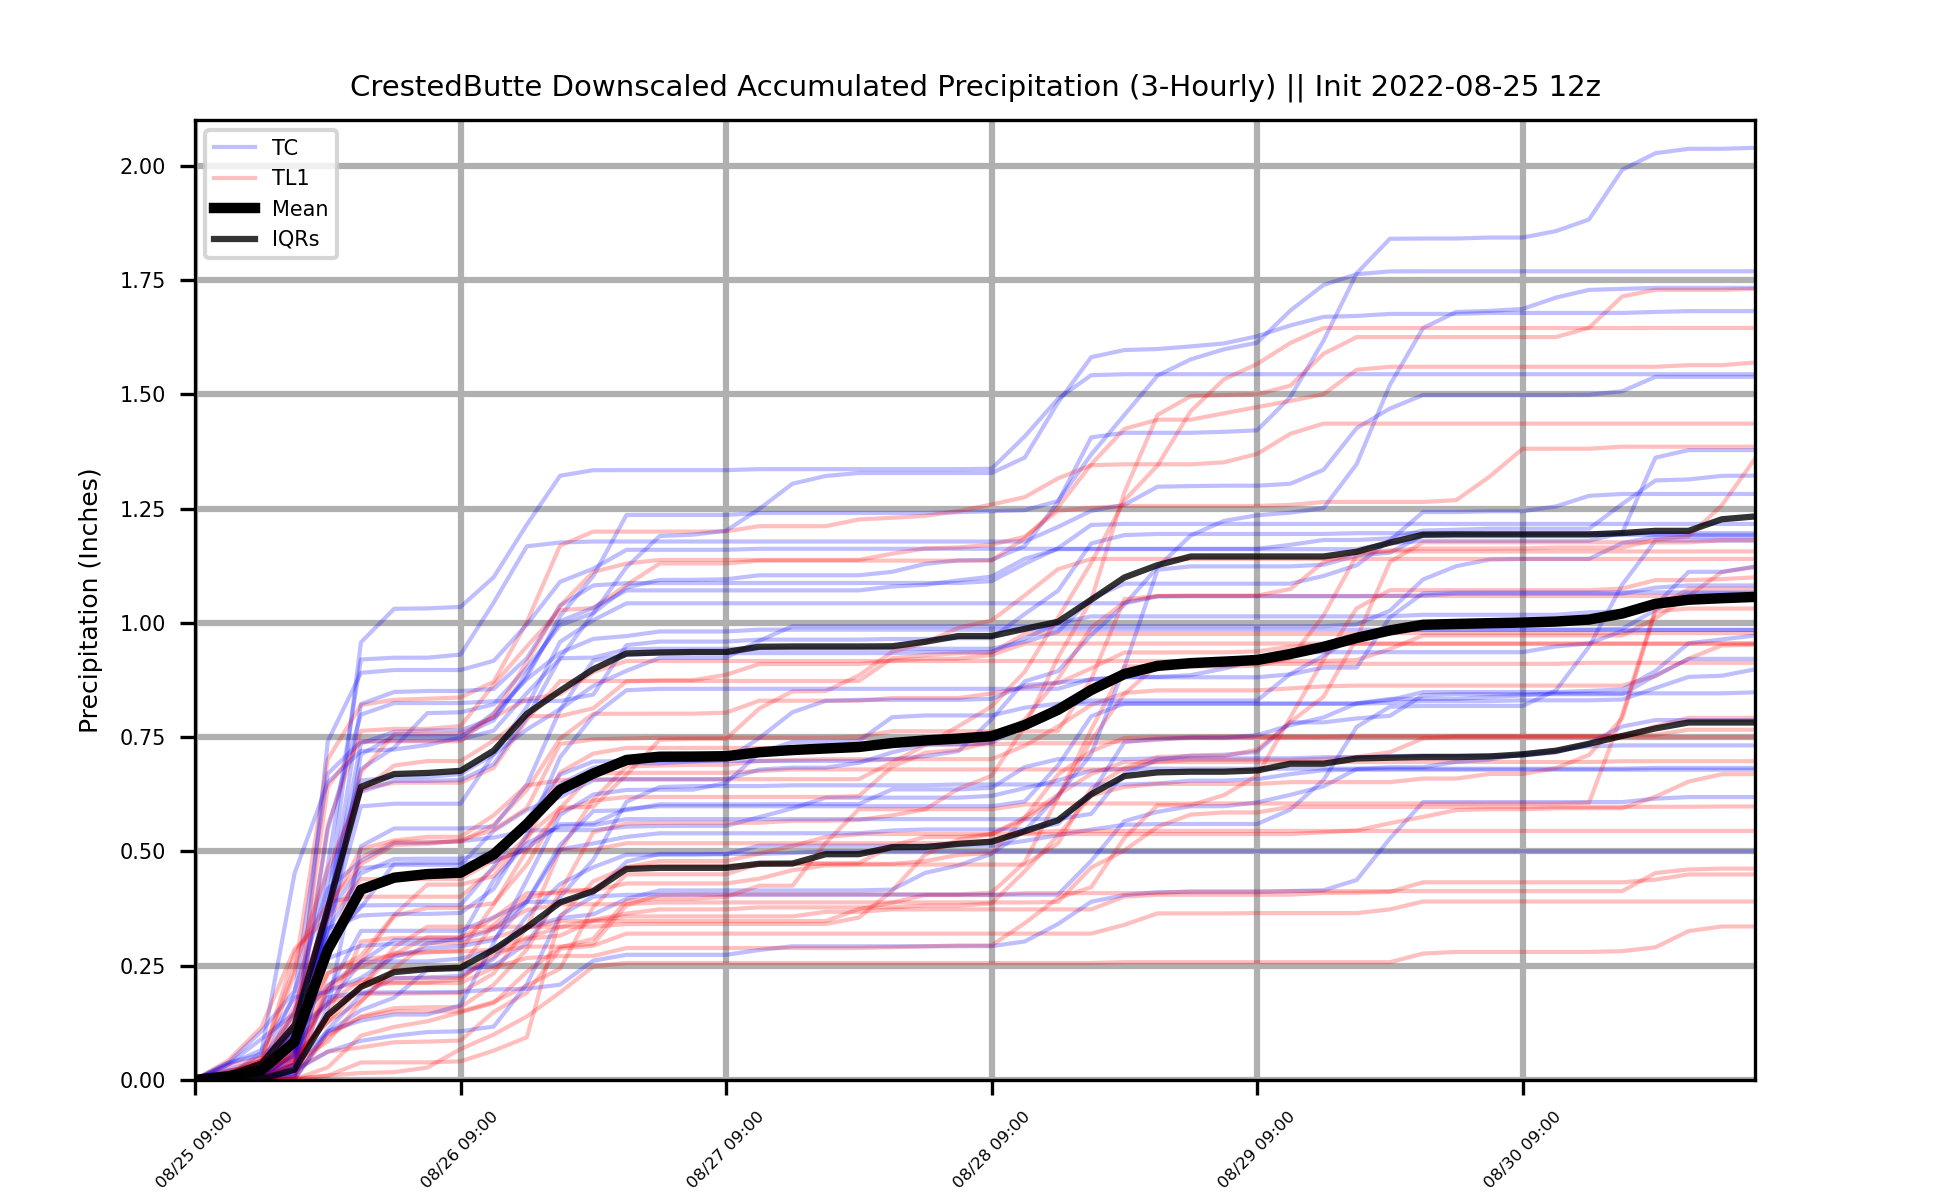 CrestedButte Downscaled Accumulated Precipitation (3-Hourly) || Init 2022-08-25 12z
TC
TL1
Mean
IQRs
Precipitation (Inches)
2.00
1.75
1.50
1.25
1.00
0.75
0.50
0.25
0.00
08/25 09:00
08/26 09:00
08/27 09:00
08/28 09:00
08/29 09:00
08/30 09:00